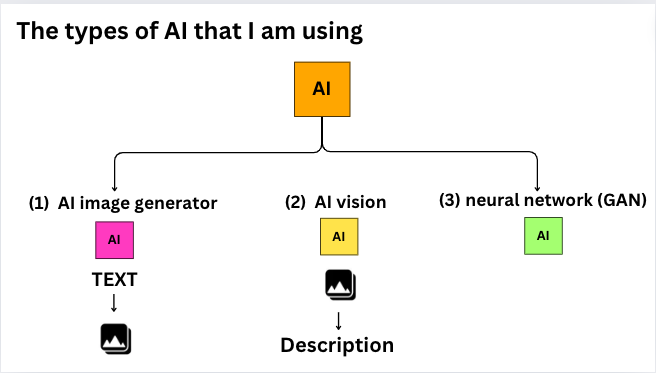 The types of AI that I am using
AI
(1) AI image generator
AI
TEXT
(2) AI vision
AI
Description
(3) neural network (GAN)
AI